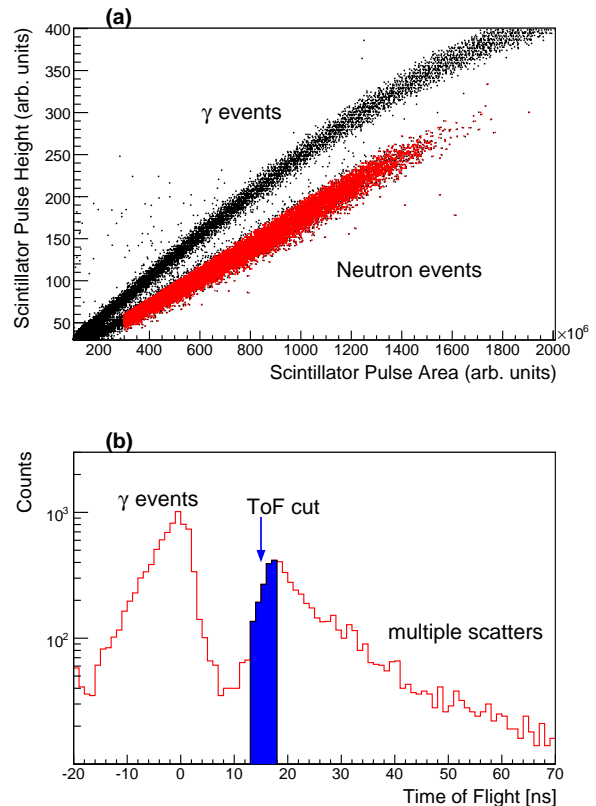 (a)
Scintillator Pulse Height (arb. units)
400
350
300
250
200
150
100
50
γ events
Neutron events
200 400 600 800 1000 1200 1400 1600 1800 2000
×10⁶
Scintillator Pulse Area (arb. units)
(b)
Counts
10³
10²
γ events
ToF cut
multiple scatters
-20 -10 0 10 20 30 40 50 60 70
Time of Flight [ns]